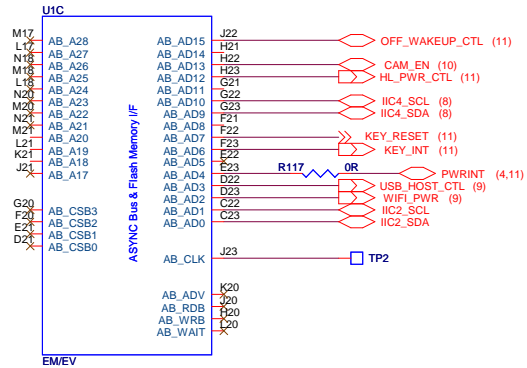 U1C
M17 AB_A28 AB_AD15 J22 OFF_WAKEUP_CTL (11)
L17 AB_A27 AB_AD14 H21
N18 AB_A26 AB_AD13 H22 CAM_EN (10)
M18 AB_A25 AB_AD12 H23 HL_PWR_CTL (11)
L18 AB_A24 AB_AD11 G21
N20 AB_A23 AB_AD10 G22 IIC4_SCL (8)
M20 AB_A22 AB_AD9 G23 IIC4_SDA (8)
N21 AB_A21 AB_AD8 F21
M21 AB_A20 AB_AD7 F22 KEY_RESET (11)
L21 AB_A19 AB_AD6 F23 KEY_INT (11)
K21 AB_A18 AB_AD5 E22
J21 AB_A17 AB_AD4 E23 R117 0R PWRINT (4,11)
AB_AD3 D22 USB_HOST_CTL (9)
AB_AD2 D23 WIFI_PWR (9)
G20 AB_CSB3 AB_AD1 C22 IIC2_SCL
F20 AB_CSB2 AB_AD0 C23 IIC2_SDA
E21 AB_CSB1
D21 AB_CSB0
AB_CLK J23 TP2
AB_ADV K20
AB_RDB J20
AB_WRB H20
AB_WAIT L20
ASYNC Bus & Flash Memory I/F
EM/EV